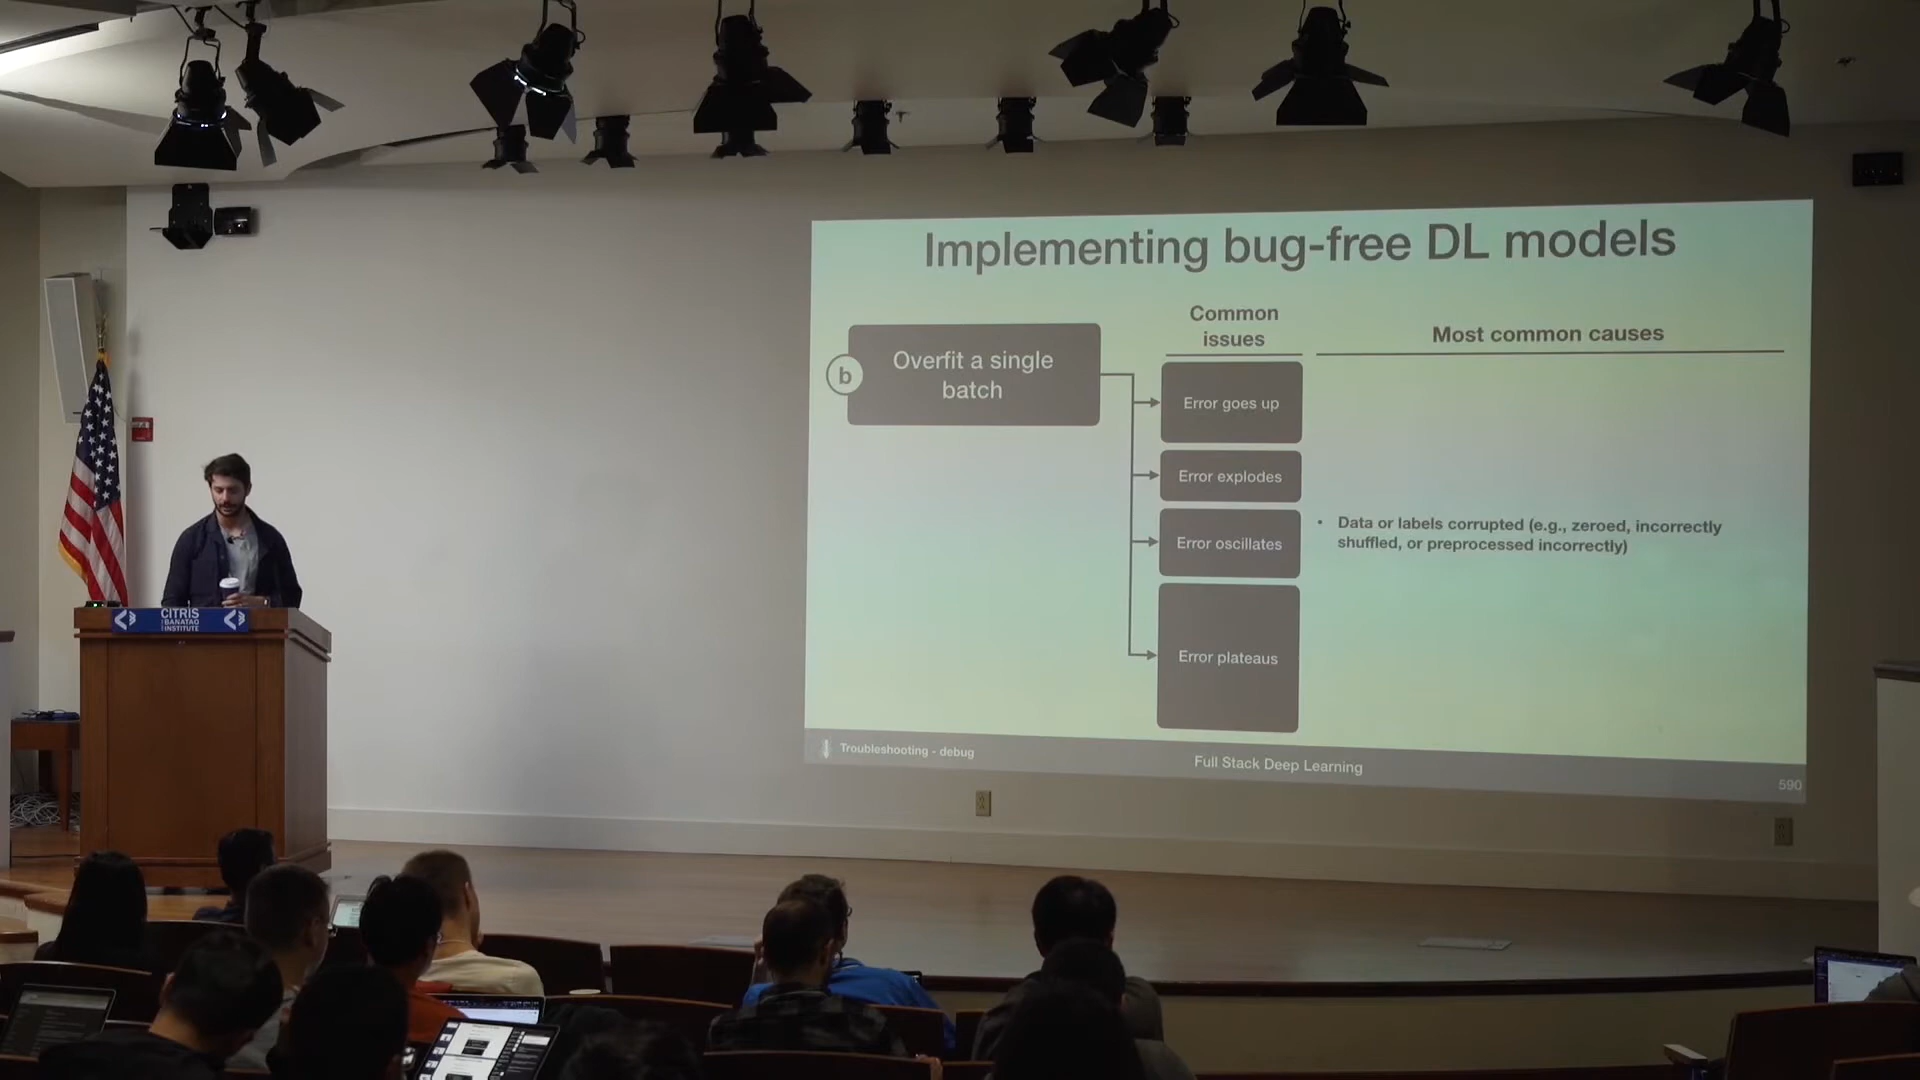 Implementing bug-free DL models
Common
issues
Most common causes
b
Overfit a single
batch
Error goes up
Error explodes
Error oscillates
• Data or labels corrupted (e.g., zeroed, incorrectly
shuffled, or preprocessed incorrectly)
Error plateaus
Troubleshooting - debug
Full Stack Deep Learning
590
CITRIS
BANATAO
INSTITUTE